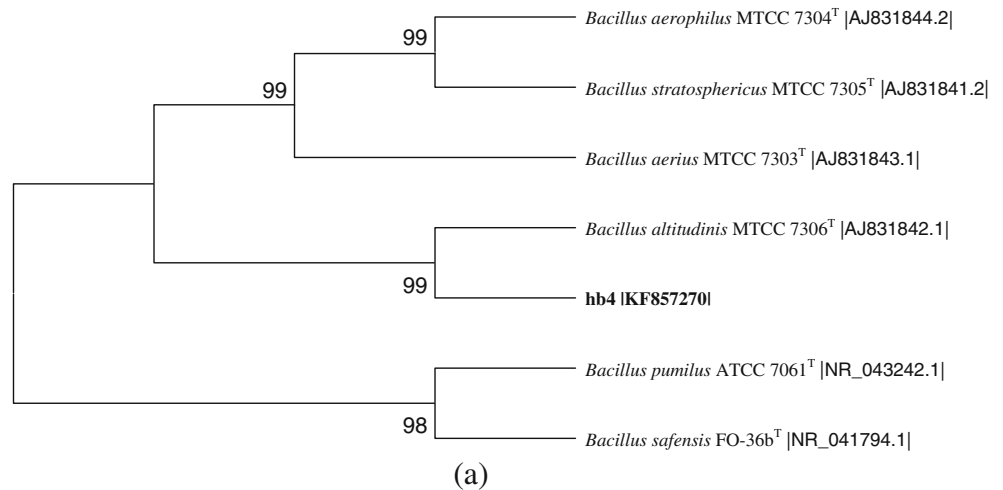 99
Bacillus aerophilus MTCC 7304T |AJ831844.2|
99
Bacillus stratosphericus MTCC 7305T |AJ831841.2|
Bacillus aerius MTCC 7303T |AJ831843.1|
Bacillus altitudinis MTCC 7306T |AJ831842.1|
99
hb4 |KF857270|
Bacillus pumilus ATCC 7061T |NR_043242.1|
98
Bacillus safensis FO-36bT |NR_041794.1|
(a)